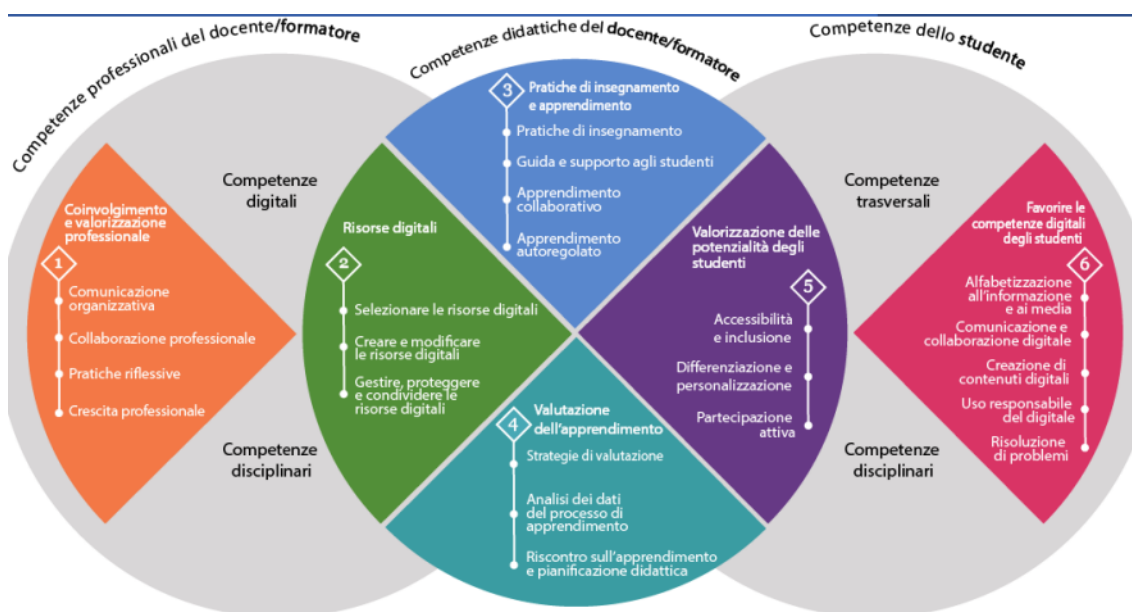 Competenze professionali del docente/formatore
Competenze didattiche del docente/formatore
Competenze dello studente
Competenze
digitali
Competenze
disciplinari
Competenze
trasversali
Competenze
disciplinari
Coinvolgimento
e valorizzazione
professionale
1
Comunicazione
organizzativa
Collaborazione professionale
Pratiche riflessive
Crescita professionale
Risorse digitali
2
Selezionare le risorse digitali
Creare e modificare
le risorse digitali
Gestire, proteggere
e condividere le
risorse digitali
3
Pratiche di insegnamento
e apprendimento
Pratiche di insegnamento
Guida e supporto agli studenti
Apprendimento
collaborativo
Apprendimento
autoregolato
4
Valutazione
dell'apprendimento
Strategie di valutazione
Analisi dei dati
del processo di
apprendimento
Riscontro sull'apprendimento
e pianificazione didattica
Valorizzazione delle
potenzialità degli
studenti
5
Accessibilità
e inclusione
Differenziazione e
personalizzazione
Partecipazione
attiva
Favorire le
competenze digitali
degli studenti
6
Alfabetizzazione
all'informazione
e ai media
Comunicazione e
collaborazione digitale
Creazione di
contenuti digitali
Uso responsabile
del digitale
Risoluzione
di problemi